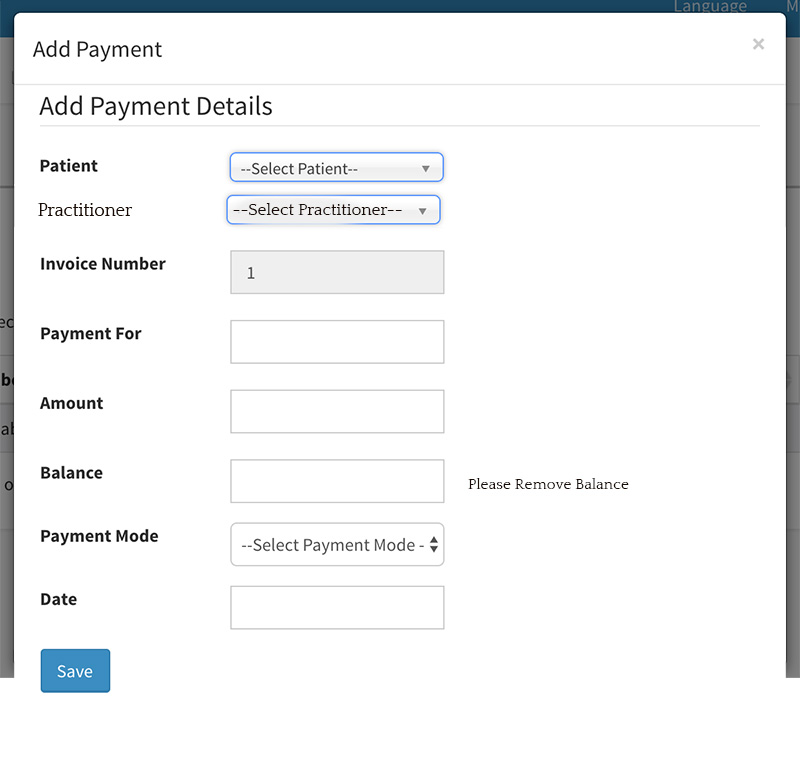 Language
Add Payment ×
Add Payment Details
Patient --Select Patient--
Practitioner --Select Practitioner--
Invoice Number 1
Payment For
Amount
Balance Please Remove Balance
Payment Mode --Select Payment Mode -
Date
Save